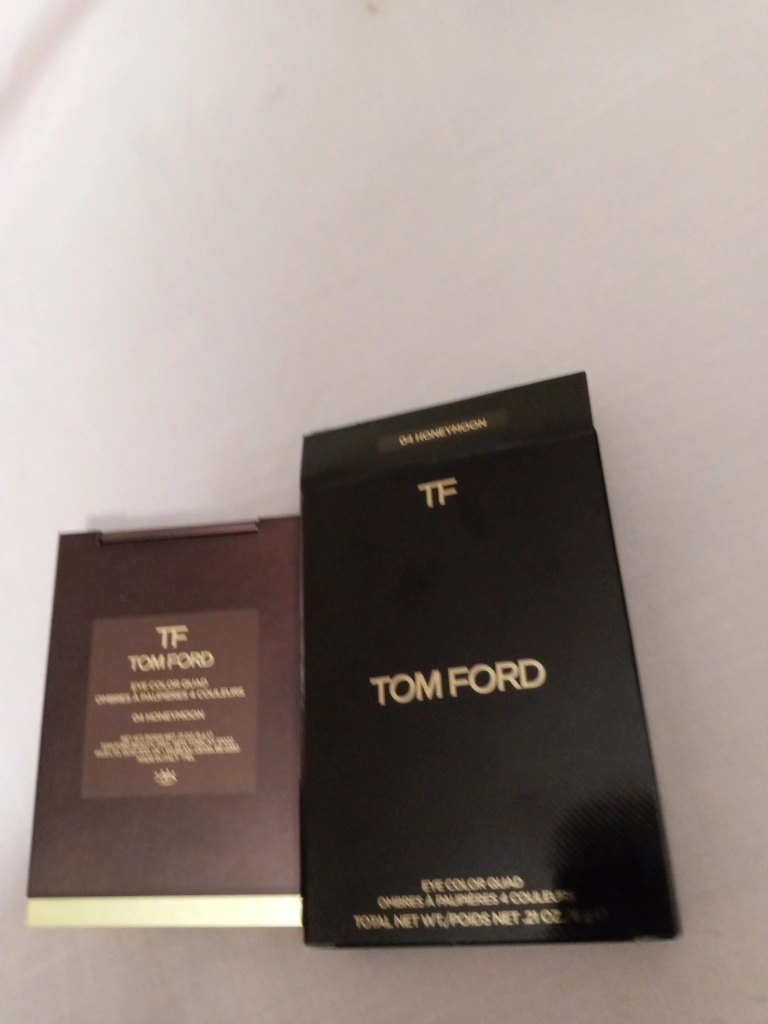 TF
TOM FORD
EYE COLOR QUAD
OMBRES À PAUPIÈRES 4 COULEURS
04 HONEYMOON
04 HONEYMOON
TF
TOM FORD
EYE COLOR QUAD
OMBRES À PAUPIÈRES 4 COULEURS
TOTAL NET WT./POIDS NET .21 OZ./